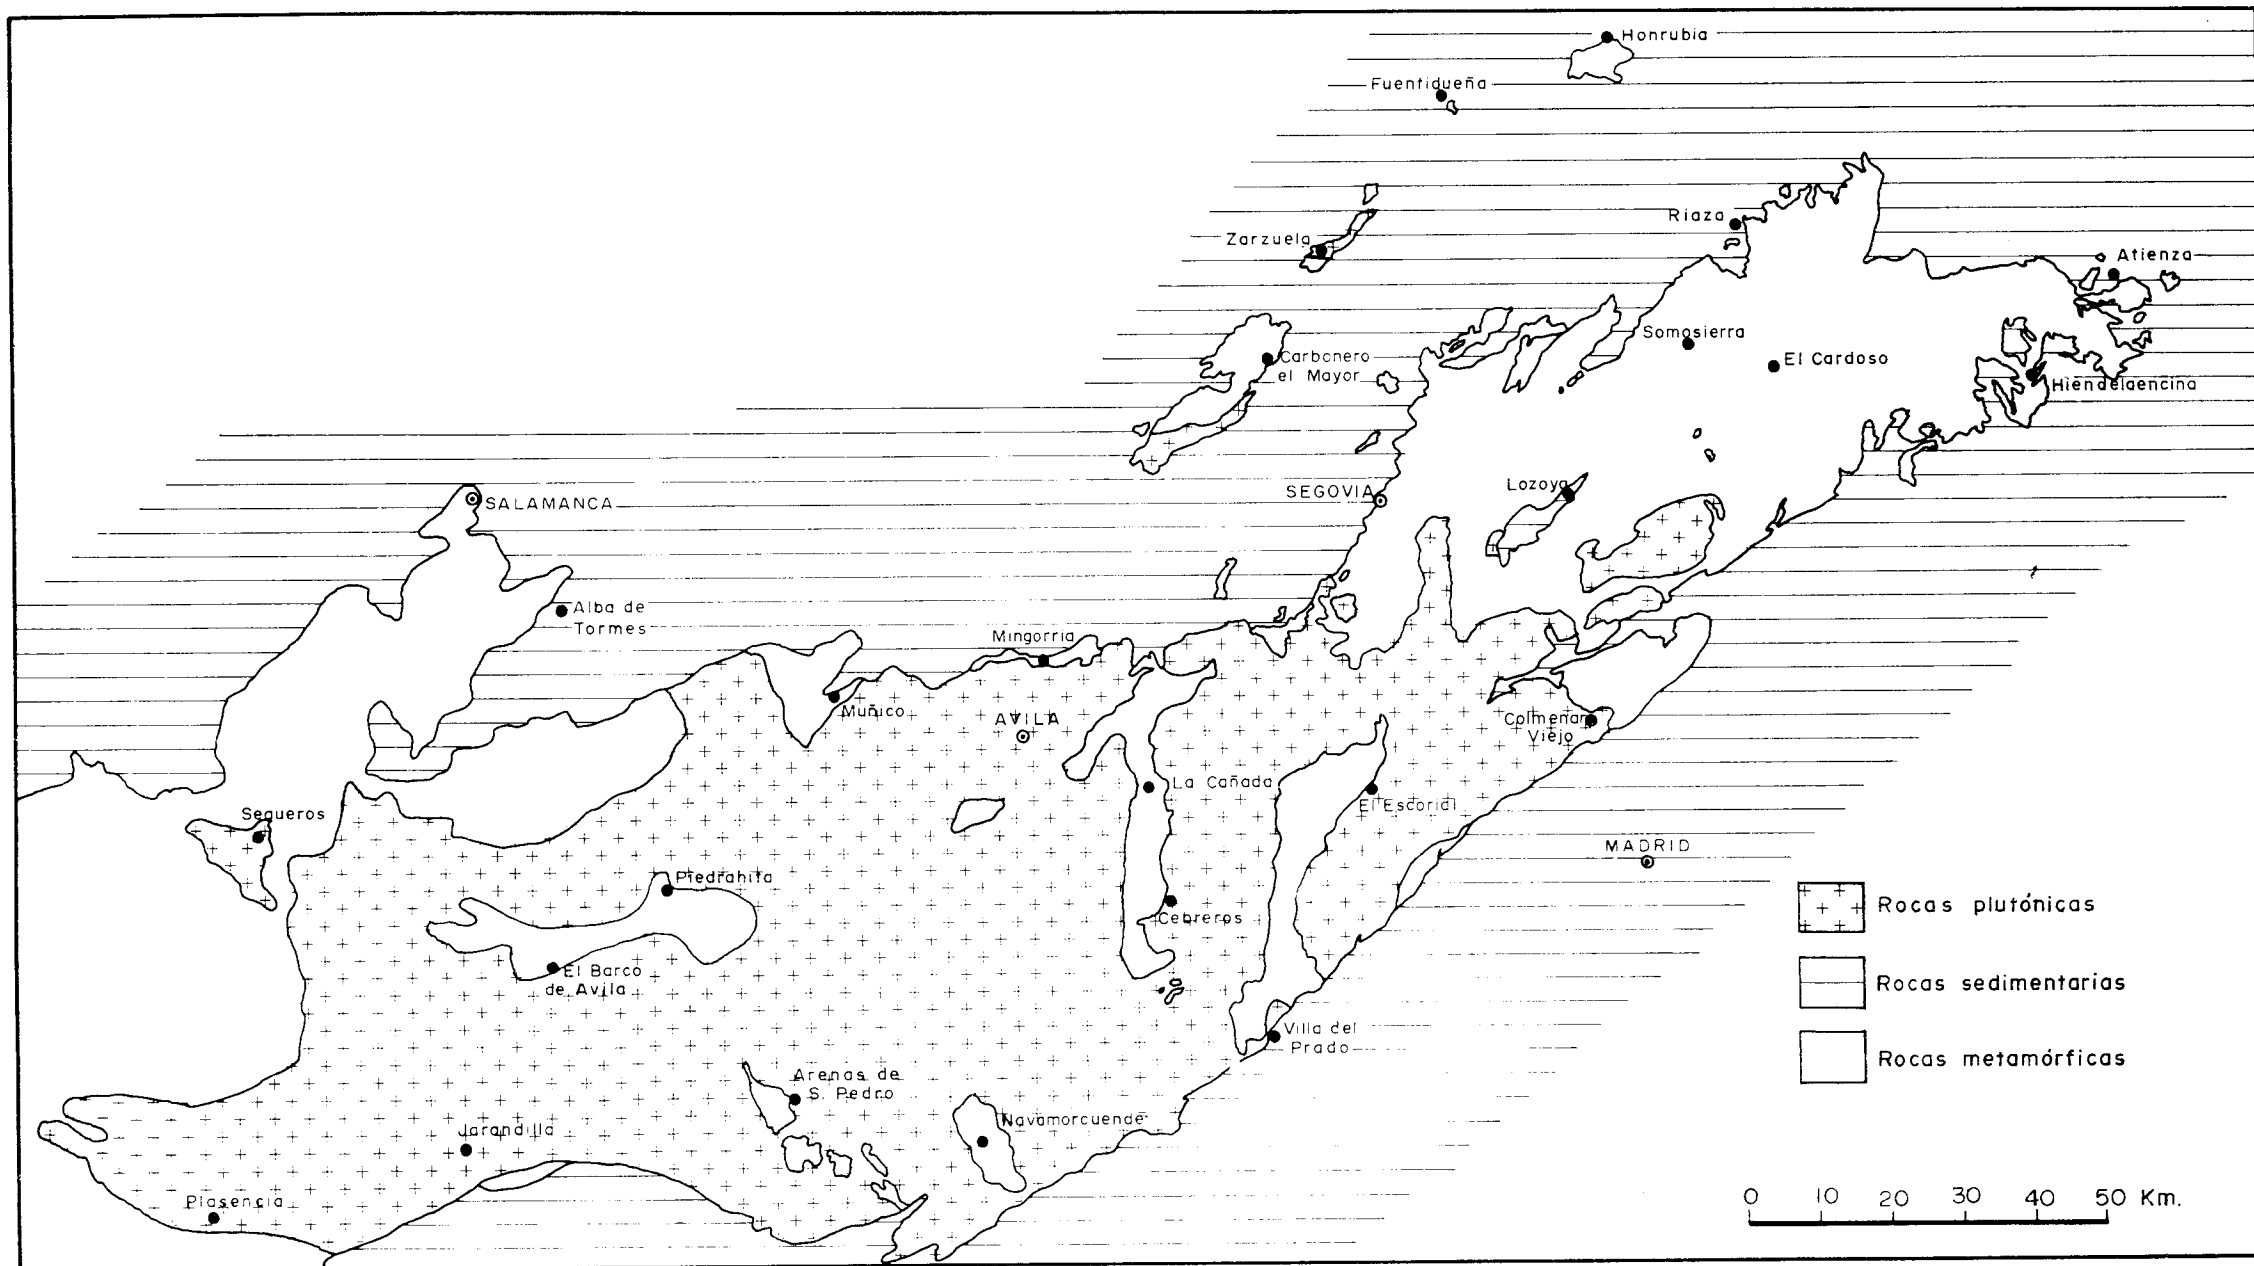 Honrubia
Fuentidueña
Riaza
Zarzuela
Atienza
Somosierra
El Cardoso
Carbonero
el Mayor
Hiendelaencina
SALAMANCA
SEGOVIA
Lozoya
Alba de
Tormes
Mingorria
Muñico
AVILA
Colmenar
Viejo
La Cañada
El Escorial
Sequeros
MADRID
Piedrahita
Cebreros
El Barco
de Avila
Villa del
Prado
Arenas de
S. Pedro
Navamorcuende
Jarandilla
Plasencia
Rocas plutónicas
Rocas sedimentarias
Rocas metamórficas
0 10 20 30 40 50 Km.